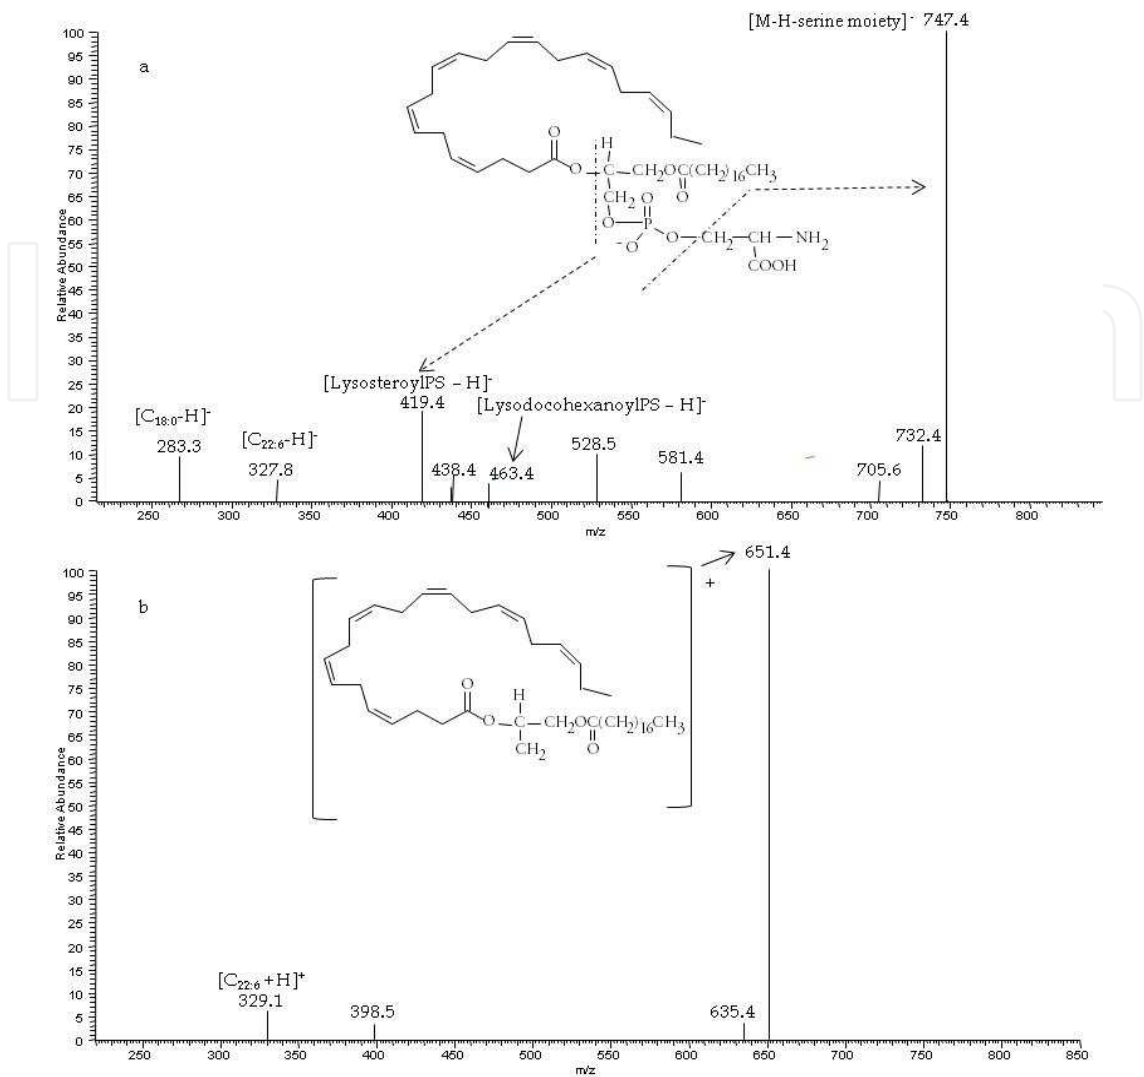 [M-H-serine moiety]- 747.4
a
100
95
90
85
80
75
70
65
60
55
50
45
40
35
30
25
20
15
10
5
0
Relative Abundance
O
H
O C CH2OC(CH2)16CH3
O
CH2 O
O P
-O O CH2 CH NH2
COOH
[LysosteroylPS - H]-
419.4
[LysodocohexanoylPS - H]-
[C18:0-H]-
283.3
[C22:6-H]-
327.8
438.4
463.4
528.5
581.4
705.6
732.4
250 300 350 400 450 500 550 600 650 700 750 800
m/z
651.4
+
b
100
95
90
85
80
75
70
65
60
55
50
45
40
35
30
25
20
15
10
5
0
Relative Abundance
O
H
O C CH2OC(CH2)16CH3
CH2 O
[C22:6+H]+
329.1
398.5
635.4
250 300 350 400 450 500 550 600 650 700 750 800 850
m/z